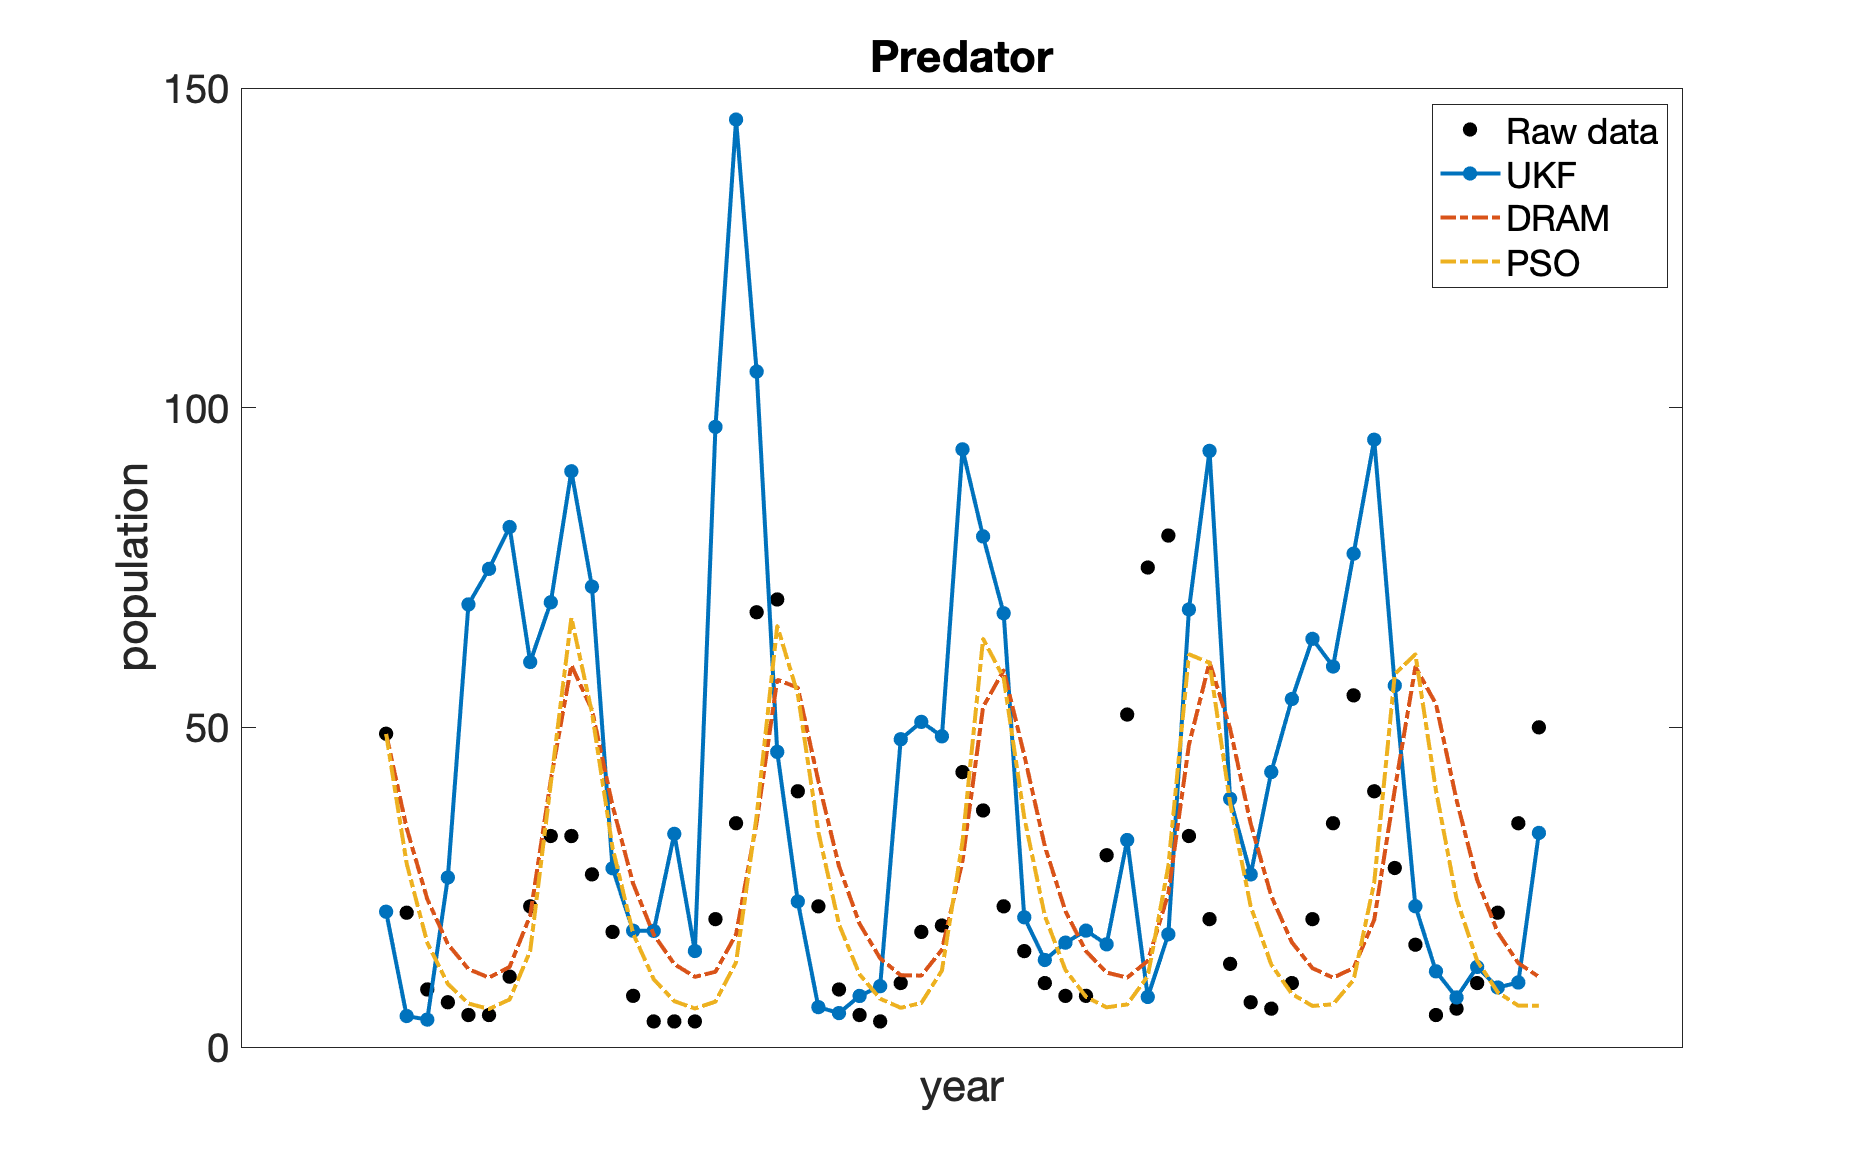 Predator
150
100
50
0
population
year
Raw data
UKF
DRAM
PSO